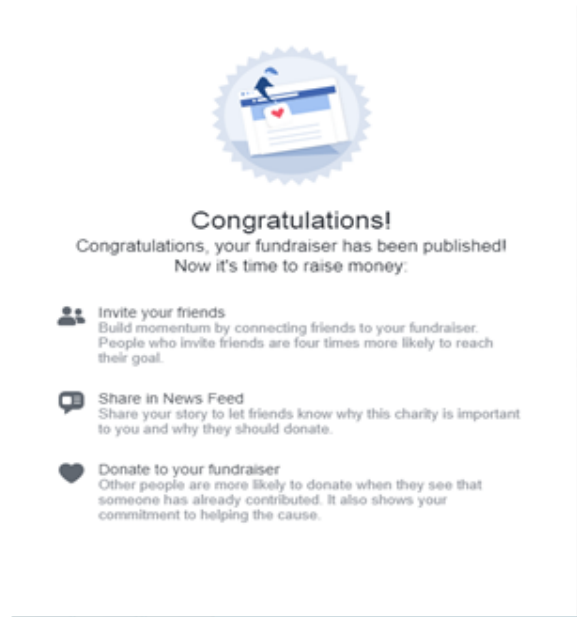 Congratulations!
Congratulations, your fundraiser has been published!
Now it's time to raise money:
Invite your friends
Build momentum by connecting friends to your fundraiser.
People who invite friends are four times more likely to reach
their goal.
Share in News Feed
Share your story to let friends know why this charity is important
to you and why they should donate.
Donate to your fundraiser
Other people are more likely to donate when they see that
someone has already contributed. It also shows your
commitment to helping the cause.